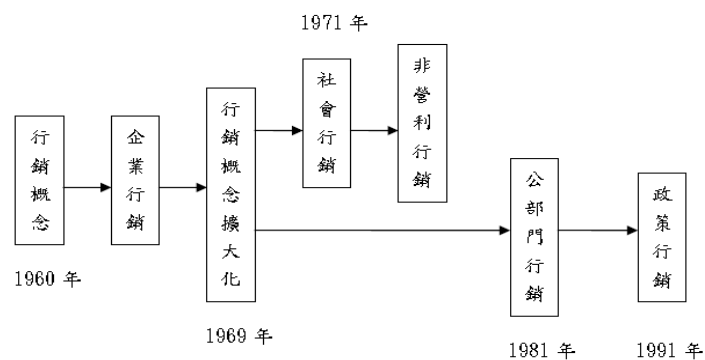 1971 年
行銷概念
企業行銷
行銷概念擴大化
社會行銷
非營利行銷
公部門行銷
政策行銷
1960 年
1969 年
1981 年
1991 年